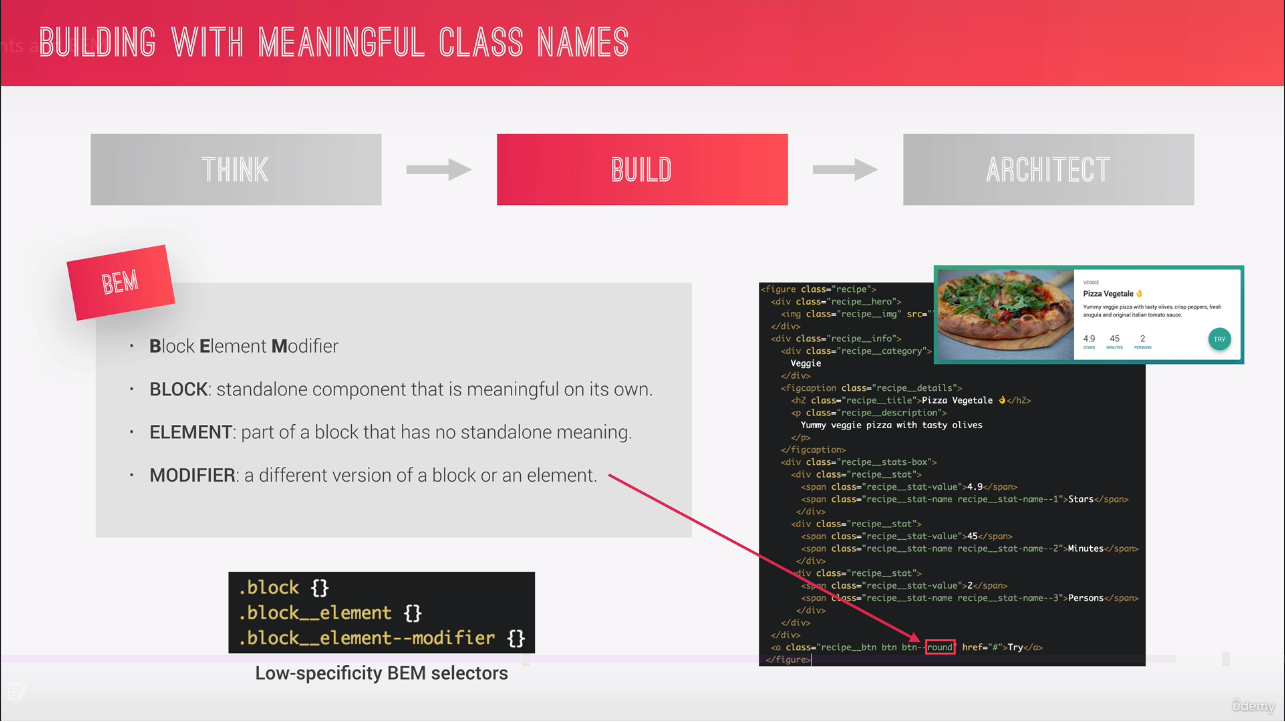 BUILDING WITH MEANINGFUL CLASS NAMES
THINK
BUILD
ARCHITECT
BEM
· Block Element Modifier
· BLOCK: standalone component that is meaningful on its own.
· ELEMENT: part of a block that has no standalone meaning.
· MODIFIER: a different version of a block or an element.
.block {}
.block__element {}
.block__element--modifier {}
Low-specificity BEM selectors
<figure class="recipe">
<div class="recipe__hero">
<img class="recipe__img" src="
</div>
<div class="recipe__info">
<div class="recipe__category">
Veggie
</div>
<figcaption class="recipe__details">
<h2 class="recipe__title">Pizza Vegetale 👌</h2>
<p class="recipe__description">
Yummy veggie pizza with tasty olives
</p>
</figcaption>
<div class="recipe__stats-box">
<div class="recipe__stat">
<span class="recipe__stat-value">4.9</span>
<span class="recipe__stat-name recipe__stat-name--1">Stars</span>
</div>
<div class="recipe__stat">
<span class="recipe__stat-value">45</span>
<span class="recipe__stat-name recipe__stat-name--2">Minutes</span>
</div>
<div class="recipe__stat">
<span class="recipe__stat-value">2</span>
<span class="recipe__stat-name recipe__stat-name--3">Persons</span>
</div>
</div>
</div>
<a class="recipe__btn btn btn--round" href="#">Try</a>
</figure>
VEGGIE
Pizza Vegetale 👌
Yummy veggie pizza with tasty olives, crisp peppers, fresh
arugula and original italian tomato sauce.
4.9 45 2
STARS MINUTES PERSONS
TRY
ûdemy